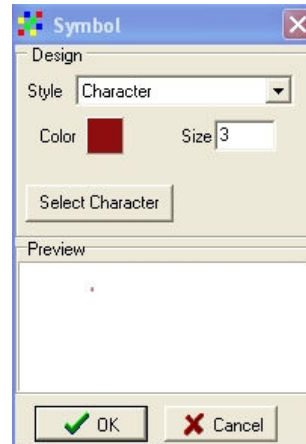 Symbol
Design
Style Character
Color Size 3
Select Character
Preview
OK Cancel